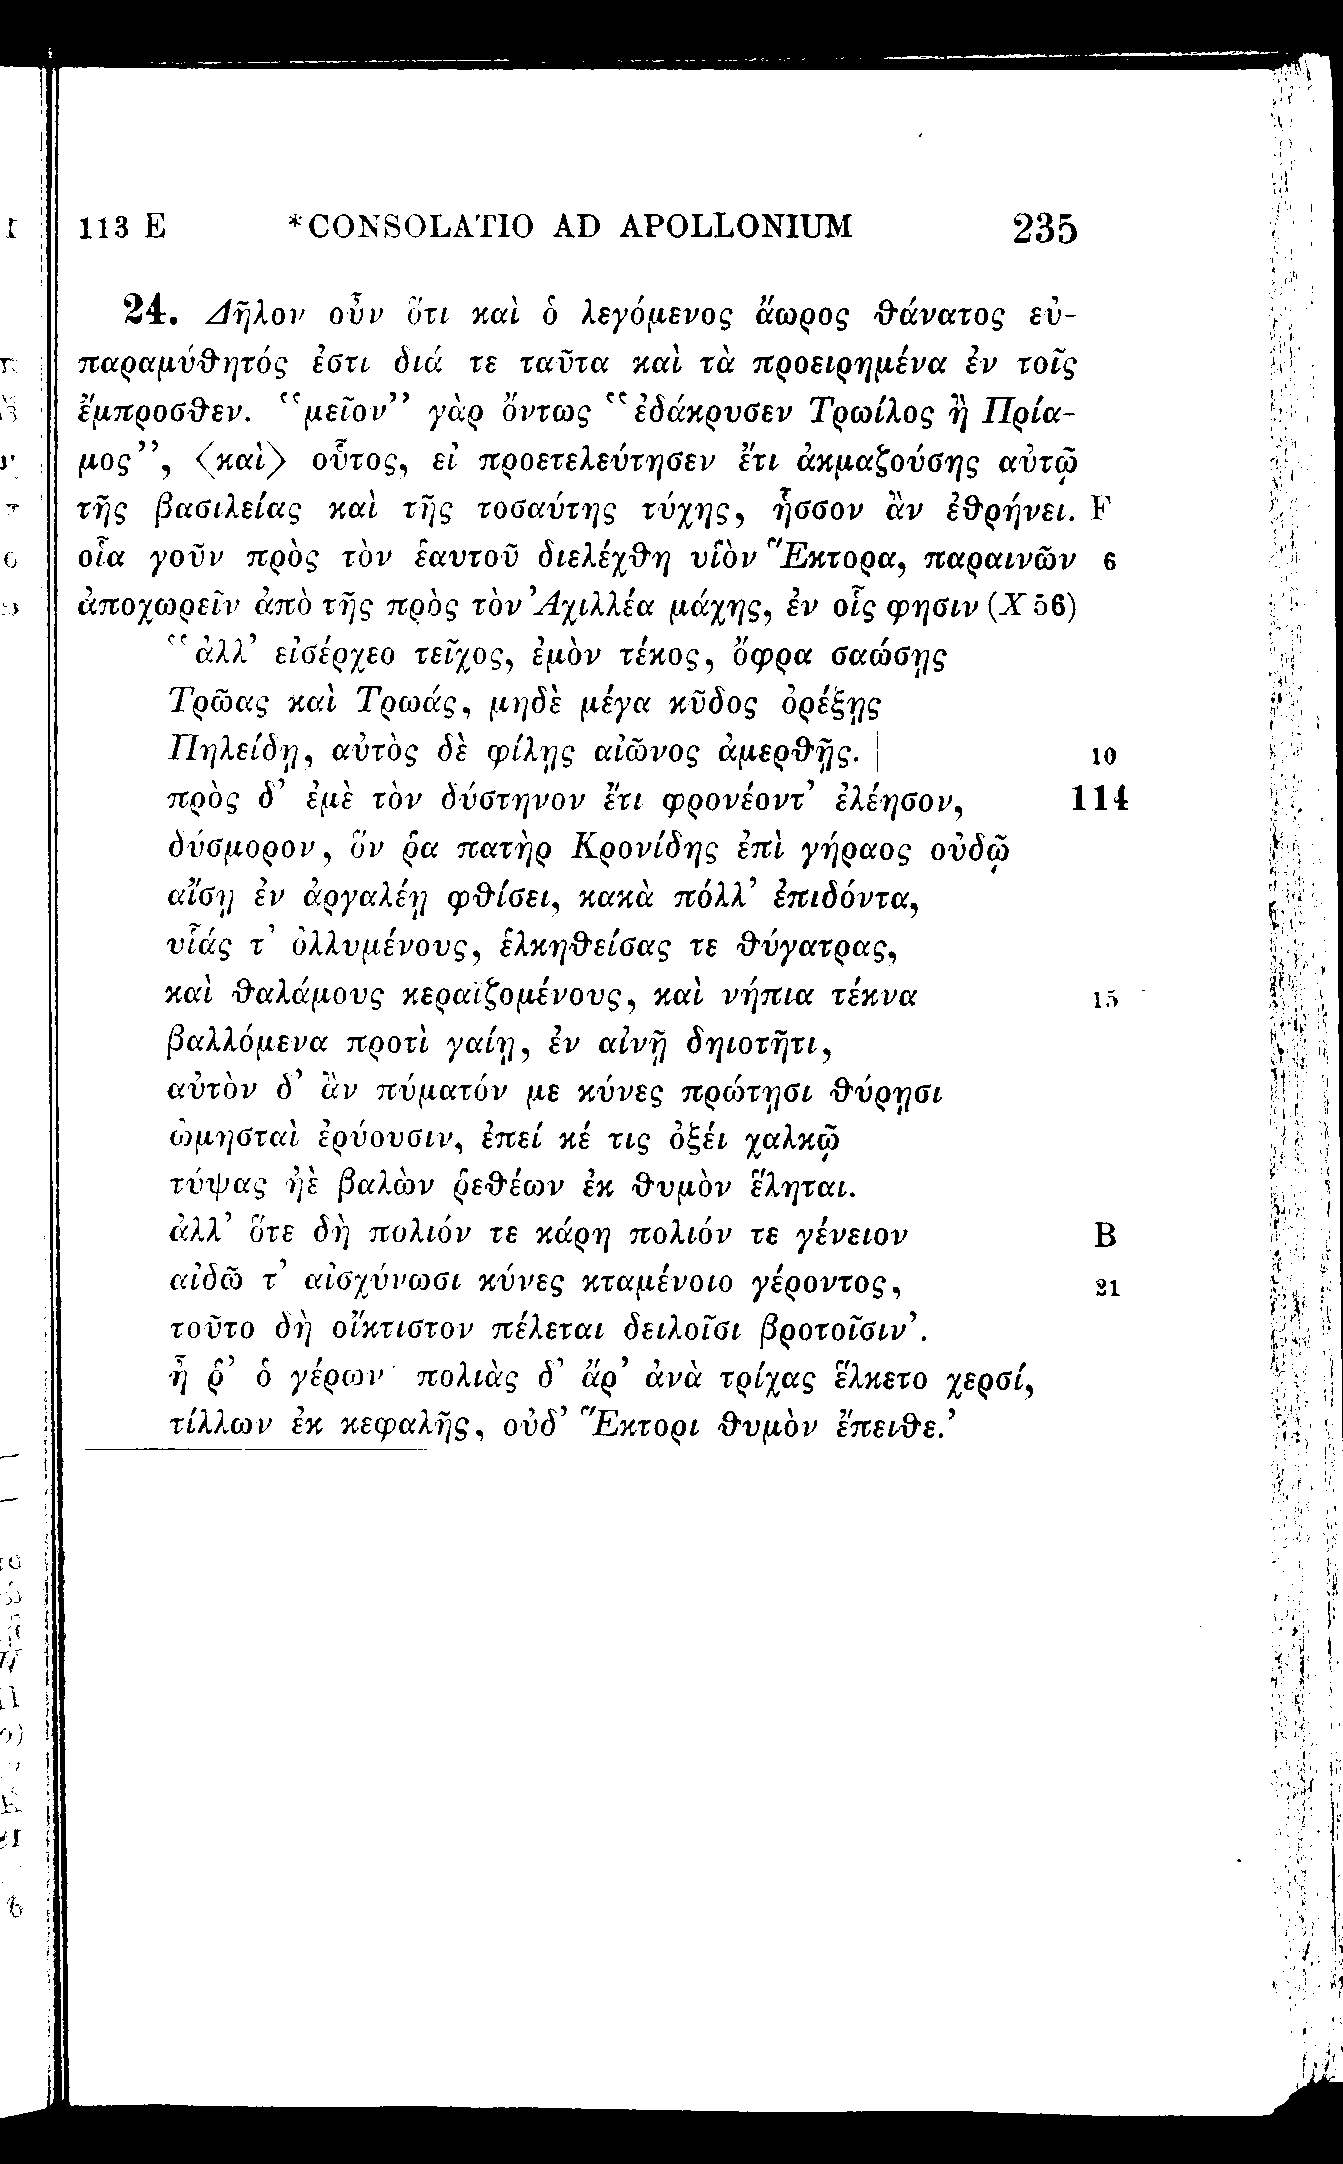 113 E *CONSOLATIO AD APOLLONIUM 235
24. Δῆλον οὖν ὅτι καὶ ὁ λεγόμενος ἄωρος θάνατος εὐ-
παραμύθητός ἐστι διά τε ταῦτα καὶ τὰ προειρημένα ἐν τοῖς
ἔμπροσθεν. “μεῖον” γὰρ ὄντως “ἐδάκρυσεν Τρωίλος ἢ Πρία-
μος”, 〈καὶ〉 οὗτος, εἰ προετελεύτησεν ἔτι ἀκμαζούσης αὐτῷ
τῆς βασιλείας καὶ τῆς τοσαύτης τύχης, ἧσσον ἂν ἐθρήνει. F
οἷα γοῦν πρὸς τὸν ἑαυτοῦ διελέχθη υἱὸν Ἕκτορα, παραινῶν 6
ἀποχωρεῖν ἀπὸ τῆς πρὸς τὸν Ἀχιλλέα μάχης, ἐν οἷς φησιν (Χ 56)
“ἀλλ’ εἰσέρχεο τεῖχος, ἐμὸν τέκος, ὄφρα σαώσῃς
Τρῶας καὶ Τρωάς, μηδὲ μέγα κῦδος ὀρέξῃς
Πηλείδῃ, αὐτὸς δὲ φίλης αἰῶνος ἀμερθῇς. | 10
πρὸς δ’ ἐμὲ τὸν δύστηνον ἔτι φρονέοντ’ ἐλέησον, 114
δύσμορον, ὅν ῥα πατὴρ Κρονίδης ἐπὶ γήραος οὐδῷ
αἴσῃ ἐν ἀργαλέῃ φθίσει, κακὰ πόλλ’ ἐπιδόντα,
υἷάς τ’ ὀλλυμένους, ἑλκηθείσας τε θύγατρας,
καὶ θαλάμους κεραϊζομένους, καὶ νήπια τέκνα 15
βαλλόμενα προτὶ γαίῃ, ἐν αἰνῇ δηιοτῆτι,
αὐτὸν δ’ ἂν πύματόν με κύνες πρώτῃσι θύρῃσι
ὠμησταὶ ἐρύουσιν, ἐπεί κέ τις ὀξέι χαλκῷ
τύψας ἠὲ βαλὼν ῥεθέων ἐκ θυμὸν ἕληται.
ἀλλ’ ὅτε δὴ πολιόν τε κάρη πολιόν τε γένειον B
αἰδῶ τ’ αἰσχύνωσι κύνες κταμένοιο γέροντος, 21
τοῦτο δὴ οἴκτιστον πέλεται δειλοῖσι βροτοῖσιν’.
ἦ ῥ’ ὁ γέρων· πολιὰς δ’ ἄρ’ ἀνὰ τρίχας ἕλκετο χερσί,
τίλλων ἐκ κεφαλῆς, οὐδ’ Ἕκτορι θυμὸν ἔπειθε.’